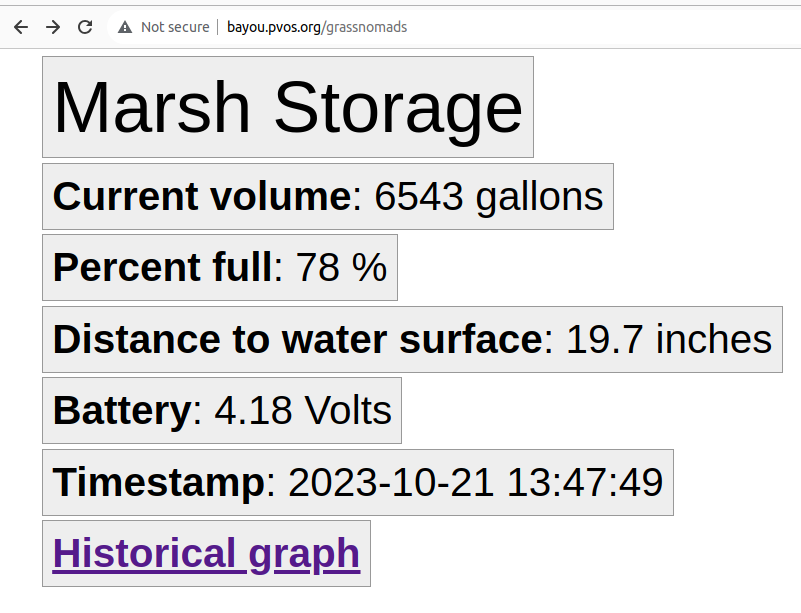 Not secure bayou.pvos.org/grassnomads
Marsh Storage
Current volume: 6543 gallons
Percent full: 78 %
Distance to water surface: 19.7 inches
Battery: 4.18 Volts
Timestamp: 2023-10-21 13:47:49
Historical graph